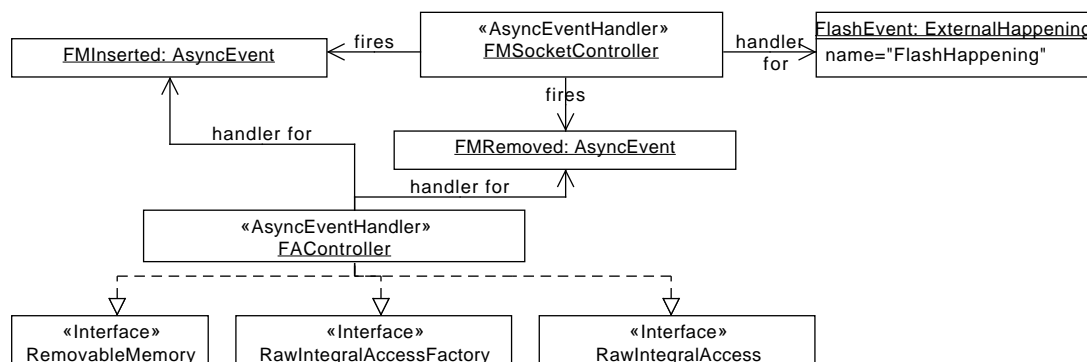 «AsyncEventHandler»
FMSocketController
FMInserted: AsyncEvent
fires
handler
for
FlashEvent: ExternalHappening
name="FlashHappening"
fires
FMRemoved: AsyncEvent
handler for
handler for
«AsyncEventHandler»
FAController
«Interface»
RemovableMemory
«Interface»
RawIntegralAccessFactory
«Interface»
RawIntegralAccess